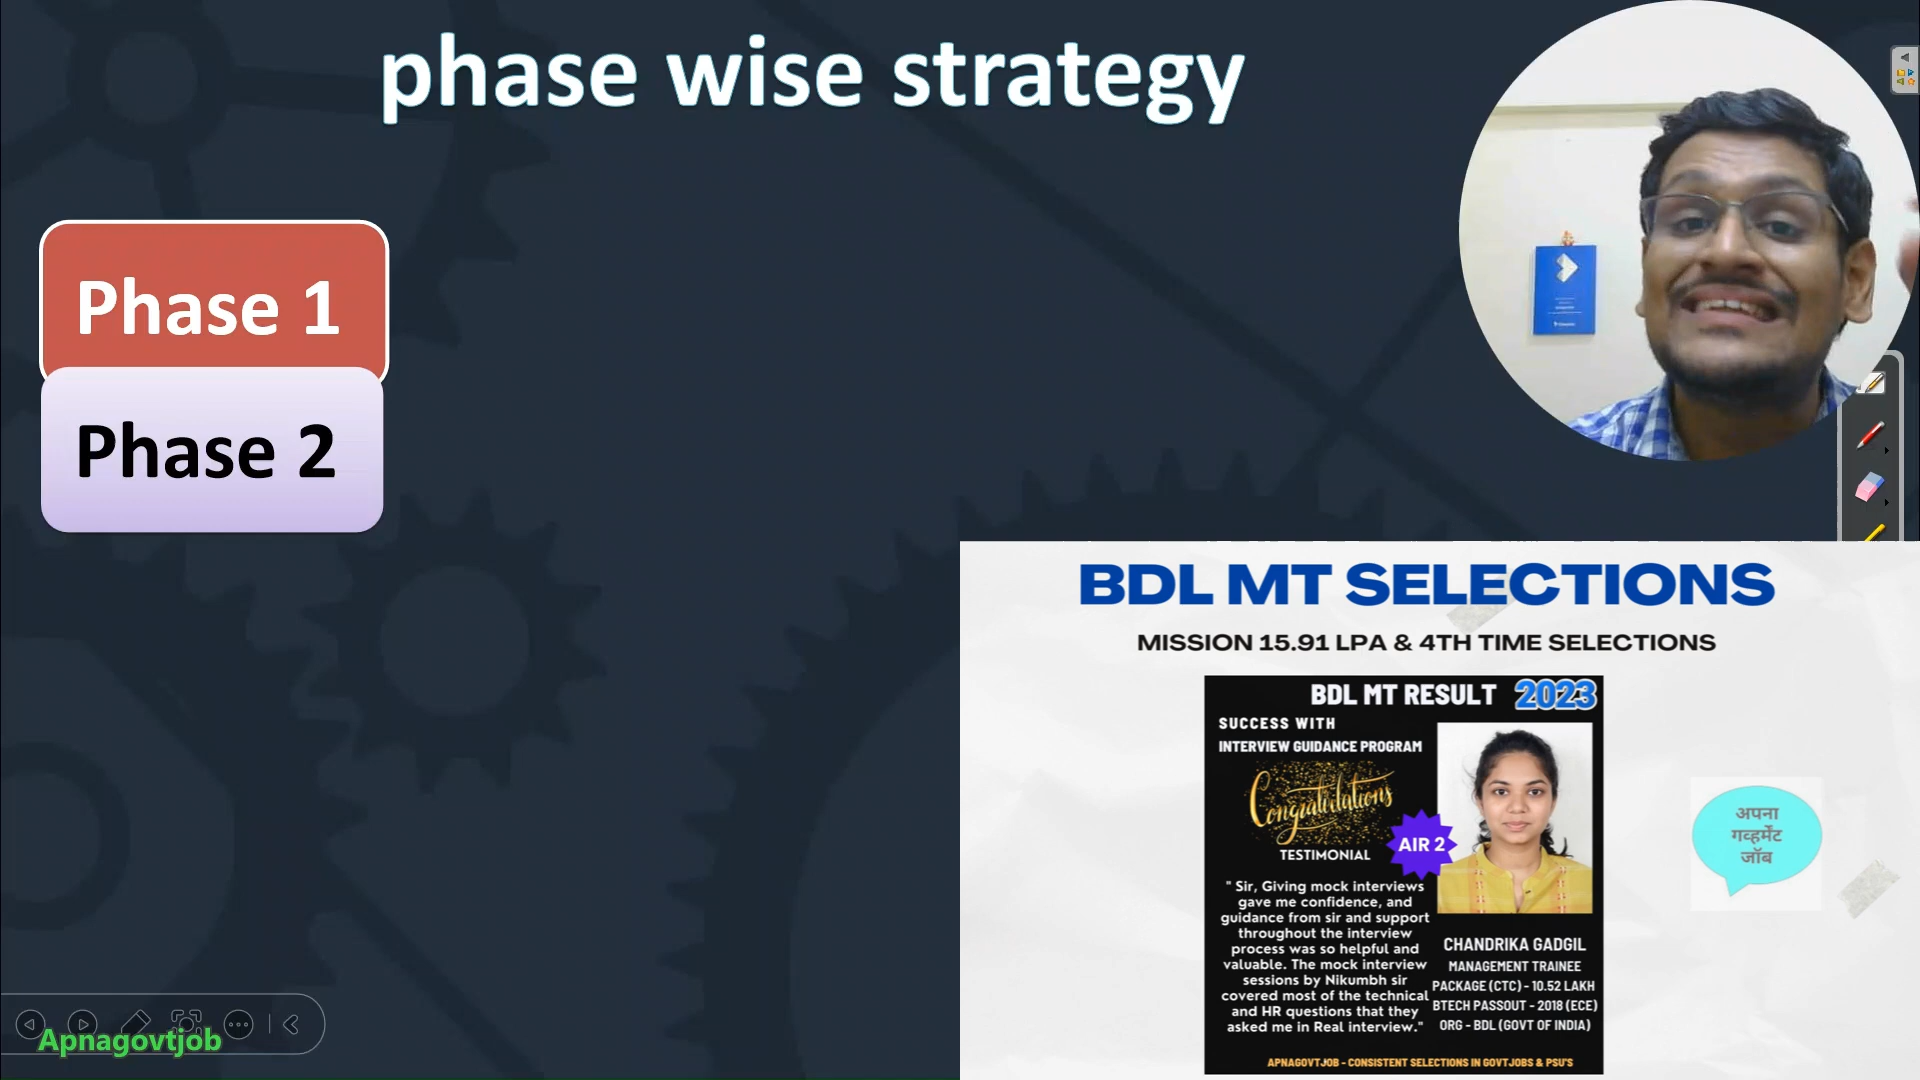 phase wise strategy
Phase 1
Phase 2
BDL MT SELECTIONS
MISSION 15.91 LPA & 4TH TIME SELECTIONS
BDL MT RESULT 2023
SUCCESS WITH
INTERVIEW GUIDANCE PROGRAM
Congratulations
AIR 2
TESTIMONIAL
" Sir, Giving mock interviews
gave me confidence, and
guidance from sir and support
throughout the interview
process was so helpful and
valuable. The mock interview
sessions by Nikumbh sir
covered most of the technical
and HR questions that they
asked me in Real interview."
CHANDRIKA GADGIL
MANAGEMENT TRAINEE
PACKAGE (CTC) - 10.52 LAKH
BTECH PASSOUT - 2018 (ECE)
ORG - BDL (GOVT OF INDIA)
APNAGOVTJOB - CONSISTENT SELECTIONS IN GOVTJOBS & PSU'S
अपना
गव्हर्मेंट
जॉब
Apnagovtjob